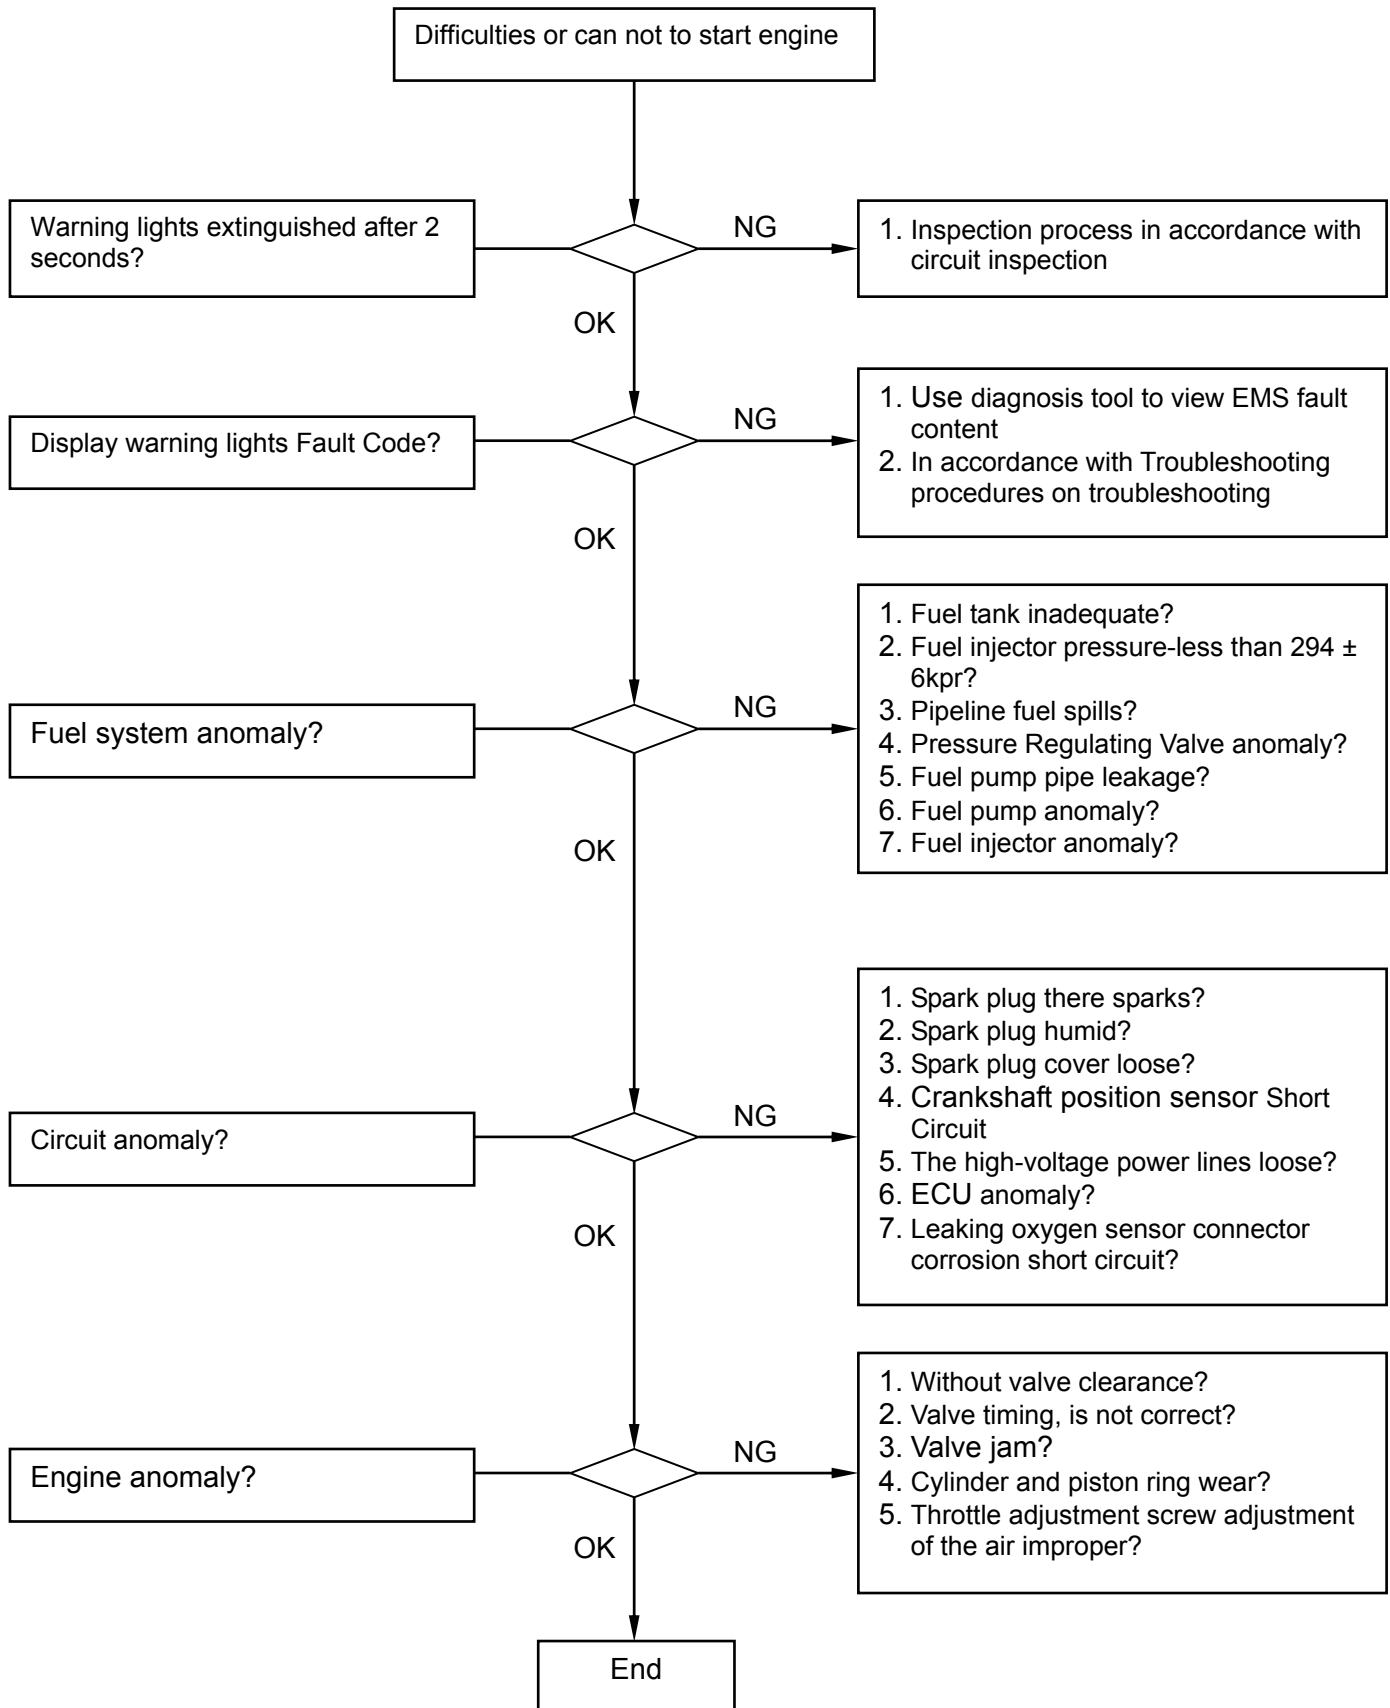 Difficulties or can not to start engine
Warning lights extinguished after 2
seconds?
NG
1. Inspection process in accordance with
circuit inspection
OK
Display warning lights Fault Code?
NG
1. Use diagnosis tool to view EMS fault
content
2. In accordance with Troubleshooting
procedures on troubleshooting
OK
Fuel system anomaly?
NG
1. Fuel tank inadequate?
2. Fuel injector pressure-less than 294 ±
6kpr?
3. Pipeline fuel spills?
4. Pressure Regulating Valve anomaly?
5. Fuel pump pipe leakage?
6. Fuel pump anomaly?
7. Fuel injector anomaly?
OK
Circuit anomaly?
NG
1. Spark plug there sparks?
2. Spark plug humid?
3. Spark plug cover loose?
4. Crankshaft position sensor Short
Circuit
5. The high-voltage power lines loose?
6. ECU anomaly?
7. Leaking oxygen sensor connector
corrosion short circuit?
OK
Engine anomaly?
NG
1. Without valve clearance?
2. Valve timing, is not correct?
3. Valve jam?
4. Cylinder and piston ring wear?
5. Throttle adjustment screw adjustment
of the air improper?
OK
End